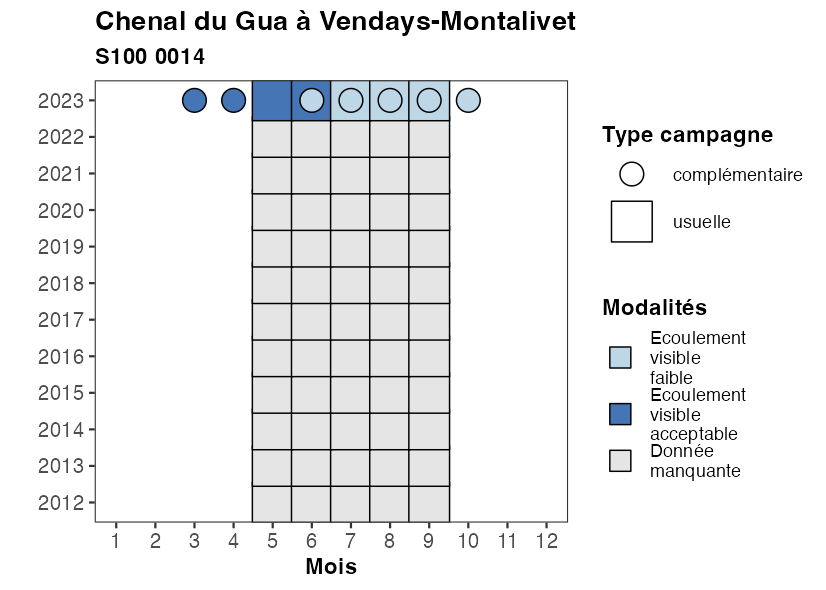 Chenal du Gua à Vendays-Montalivet
S100 0014
2023
2022
2021
2020
2019
2018
2017
2016
2015
2014
2013
2012
1 2 3 4 5 6 7 8 9 10 11 12
Mois
Type campagne
complémentaire
usuelle
Modalités
Ecoulement
visible
faible
Ecoulement
visible
acceptable
Donnée
manquante